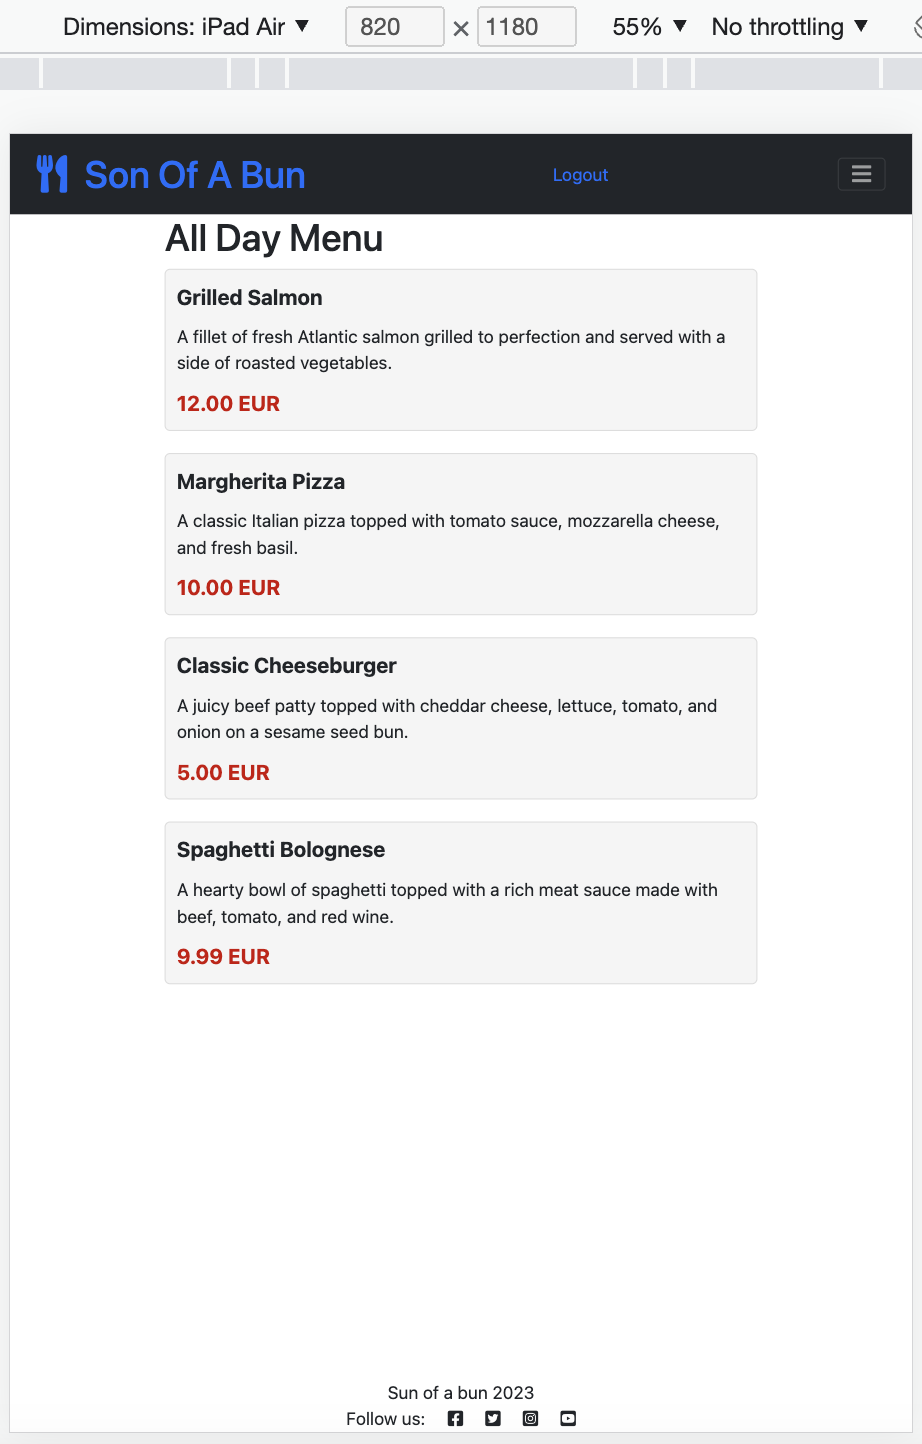 Dimensions: iPad Air 820 × 1180 55% No throttling
Son Of A Bun Logout
All Day Menu
Grilled Salmon
A fillet of fresh Atlantic salmon grilled to perfection and served with a
side of roasted vegetables.
12.00 EUR
Margherita Pizza
A classic Italian pizza topped with tomato sauce, mozzarella cheese,
and fresh basil.
10.00 EUR
Classic Cheeseburger
A juicy beef patty topped with cheddar cheese, lettuce, tomato, and
onion on a sesame seed bun.
5.00 EUR
Spaghetti Bolognese
A hearty bowl of spaghetti topped with a rich meat sauce made with
beef, tomato, and red wine.
9.99 EUR
Sun of a bun 2023
Follow us: